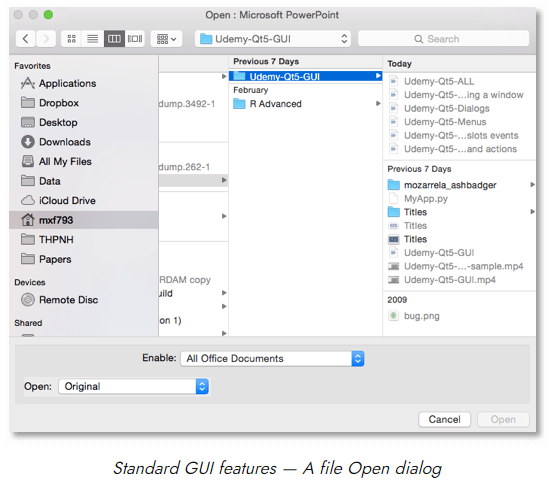 Open : Microsoft PowerPoint
Udemy-Qt5-GUI
Search
Favorites
Applications
Dropbox
Desktop
Downloads
All My Files
Data
iCloud Drive
mxf793
THPNH
Papers
Devices
Remote Disc
Shared
dump.3492-1
dump.262-1
RDAM copy
uild
ion 1)
Previous 7 Days
Udemy-Qt5-GUI
February
R Advanced
Today
Udemy-Qt5-ALL
Udemy-Qt5-...ing a window
Udemy-Qt5-Dialogs
Udemy-Qt5-Menus
Udemy-Qt5-...slots events
Udemy-Qt5-...and actions
Previous 7 Days
mozarrela_ashbadger
MyApp.py
Titles
Titles
Titles
Udemy-Qt5-GUI
Udemy-Qt5-...-sample.mp4
Udemy-Qt5-GUI.mp4
2009
bug.png
Enable: All Office Documents
Open: Original
Cancel Open
Standard GUI features — A file Open dialog